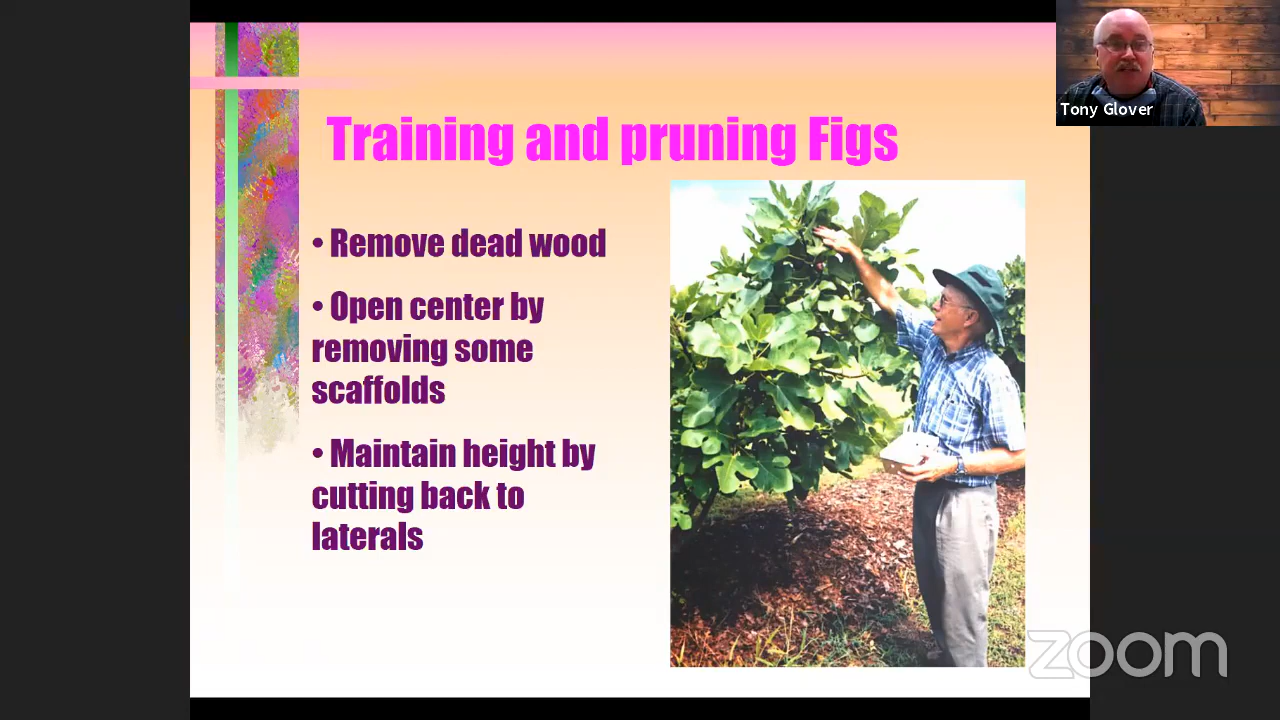 Tony Glover
Training and pruning Figs
• Remove dead wood
• Open center by
removing some
scaffolds
• Maintain height by
cutting back to
laterals
zoom